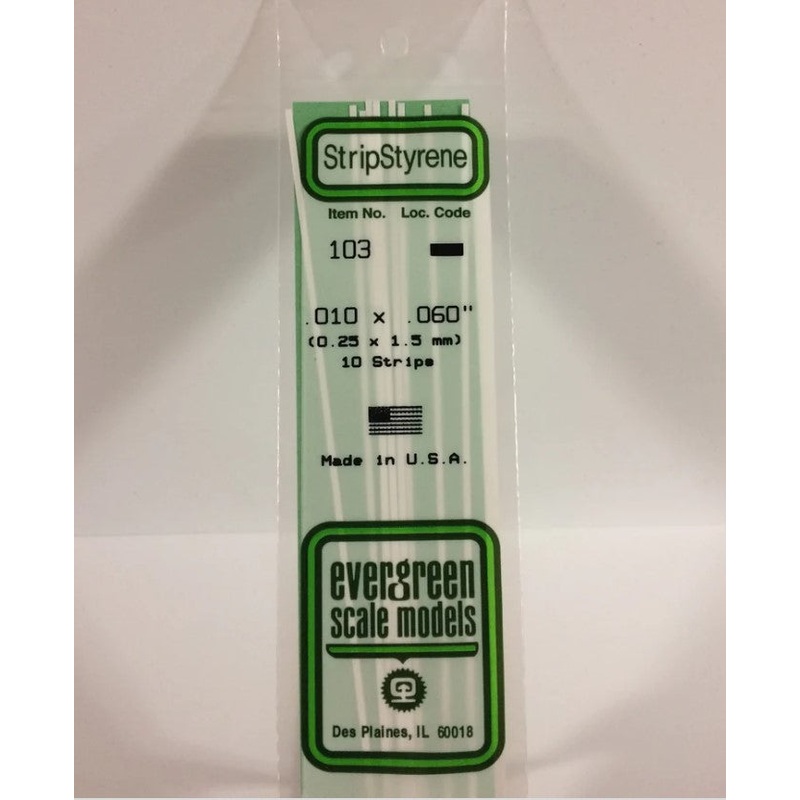 StripStyrene
Item No. Loc. Code
103
.010 x .060"
(0.25 x 1.5 mm)
10 Strips
Made in U.S.A.
evergreen
scale models
Des Plaines, IL 60018